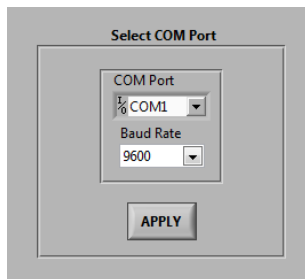 Select COM Port
COM Port
I/O COM1
Baud Rate
9600
APPLY